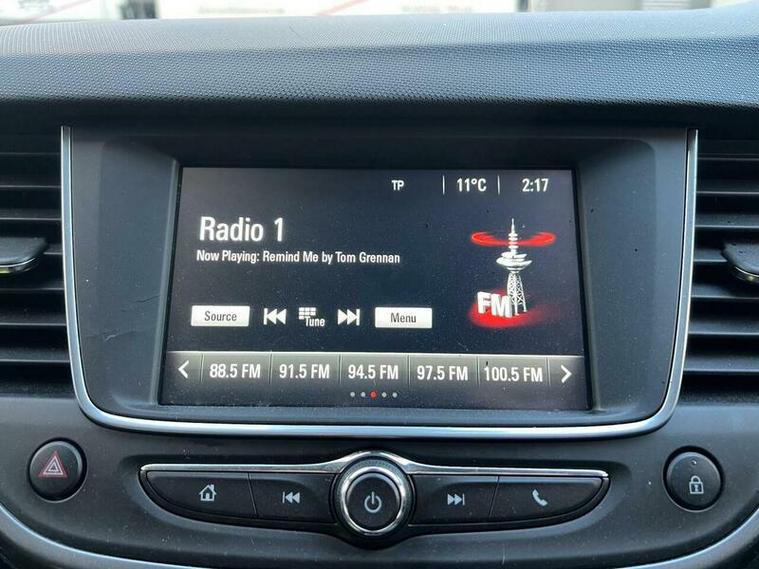 TP 11°C 2:17
Radio 1
Now Playing: Remind Me by Tom Grennan
FM
Source Tune Menu
88.5 FM 91.5 FM 94.5 FM 97.5 FM 100.5 FM